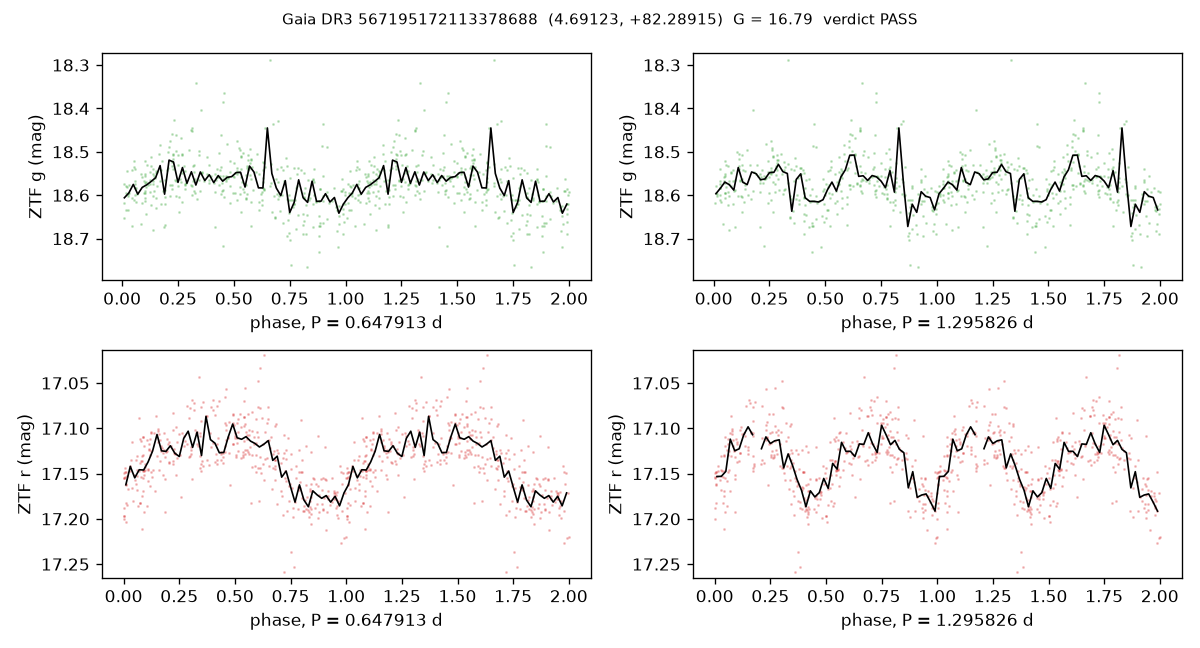 Gaia DR3 567195172113378688  (4.69123, +82.28915)  G = 16.79  verdict PASS
ZTF g (mag)
18.3
18.4
18.5
18.6
18.7
0.00 0.25 0.50 0.75 1.00 1.25 1.50 1.75 2.00
phase, P = 0.647913 d
ZTF g (mag)
18.3
18.4
18.5
18.6
18.7
0.00 0.25 0.50 0.75 1.00 1.25 1.50 1.75 2.00
phase, P = 1.295826 d
ZTF r (mag)
17.05
17.10
17.15
17.20
17.25
0.00 0.25 0.50 0.75 1.00 1.25 1.50 1.75 2.00
phase, P = 0.647913 d
ZTF r (mag)
17.05
17.10
17.15
17.20
17.25
0.00 0.25 0.50 0.75 1.00 1.25 1.50 1.75 2.00
phase, P = 1.295826 d